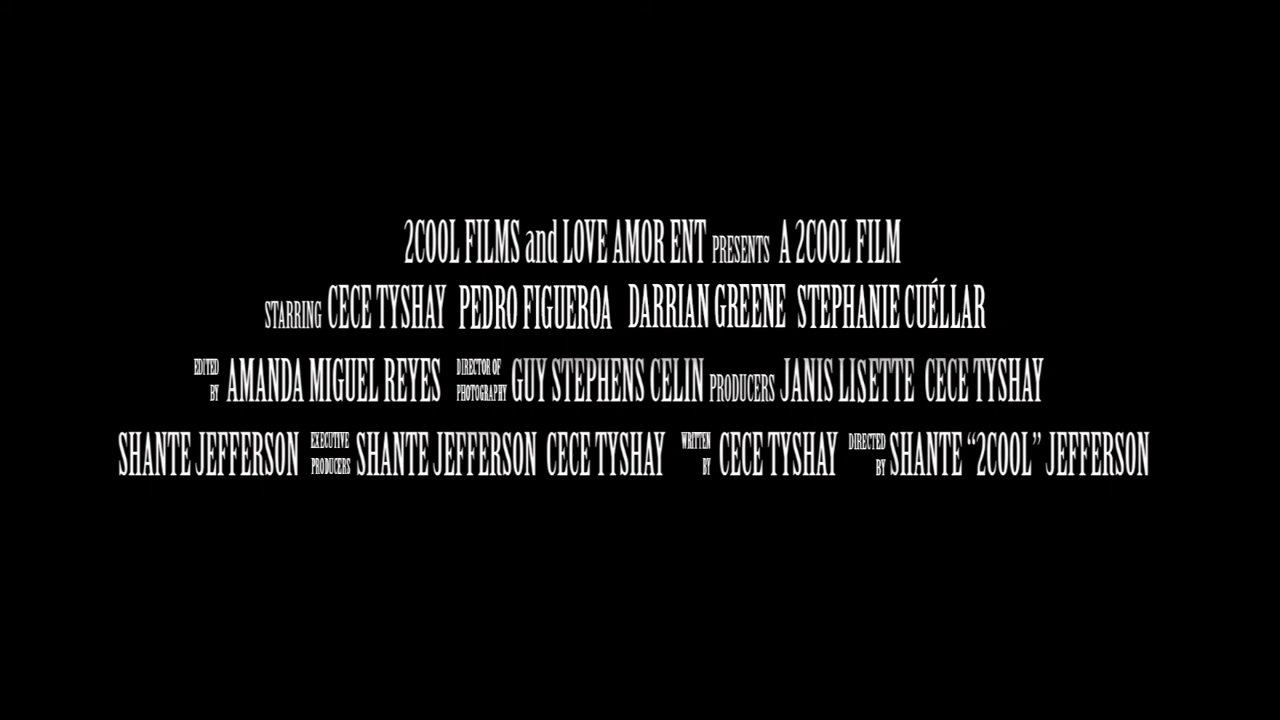 2COOL FILMS and LOVE AMOR ENT PRESENTS A 2COOL FILM
STARRING CECE TYSHAY PEDRO FIGUEROA DARRIAN GREENE STEPHANIE CUÉLLAR
EDITED BY AMANDA MIGUEL REYES DIRECTOR OF PHOTOGRAPHY GUY STEPHENS CELIN PRODUCERS JANIS LISETTE CECE TYSHAY
SHANTE JEFFERSON EXECUTIVE PRODUCERS SHANTE JEFFERSON CECE TYSHAY WRITTEN BY CECE TYSHAY DIRECTED BY SHANTE “2COOL” JEFFERSON